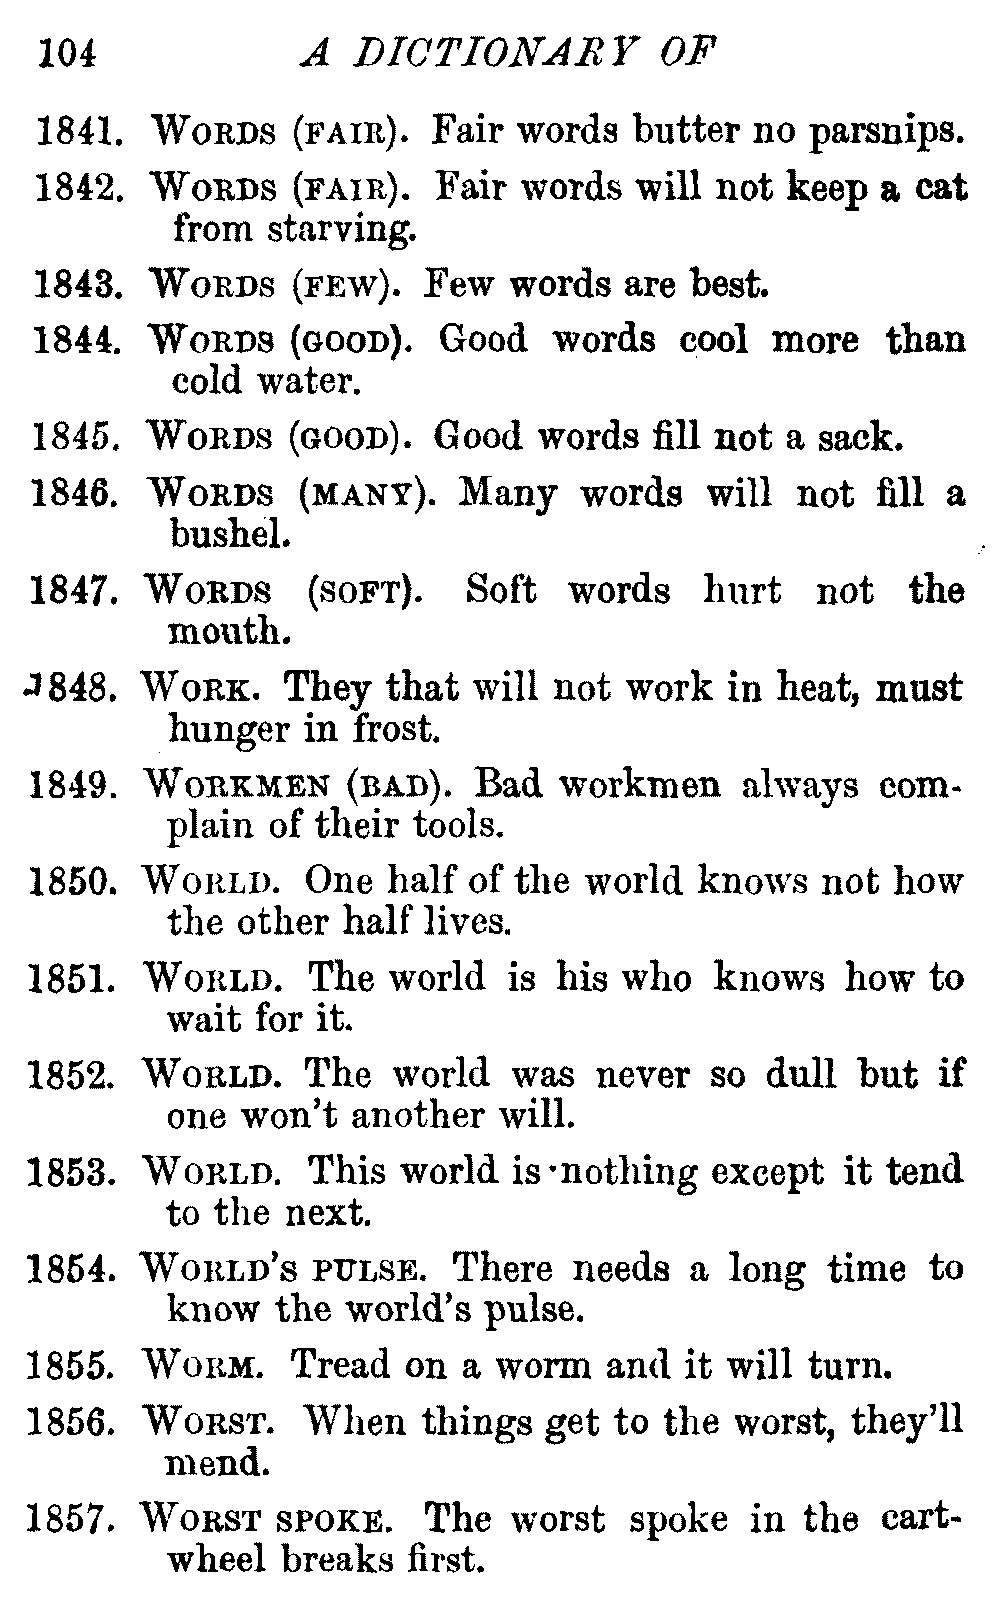 104 A DICTIONARY OF
1841. WORDS (FAIR). Fair words butter no parsnips.
1842. WORDS (FAIR). Fair words will not keep a cat
from starving.
1843. WORDS (FEW). Few words are best.
1844. WORDS (GOOD). Good words cool more than
cold water.
1845. WORDS (GOOD). Good words fill not a sack.
1846. WORDS (MANY). Many words will not fill a
bushel.
1847. WORDS (SOFT). Soft words hurt not the
mouth.
1848. WORK. They that will not work in heat, must
hunger in frost.
1849. WORKMEN (BAD). Bad workmen always com-
plain of their tools.
1850. WORLD. One half of the world knows not how
the other half lives.
1851. WORLD. The world is his who knows how to
wait for it.
1852. WORLD. The world was never so dull but if
one won't another will.
1853. WORLD. This world is nothing except it tend
to the next.
1854. WORLD'S PULSE. There needs a long time to
know the world's pulse.
1855. WORM. Tread on a worm and it will turn.
1856. WORST. When things get to the worst, they'll
mend.
1857. WORST SPOKE. The worst spoke in the cart-
wheel breaks first.